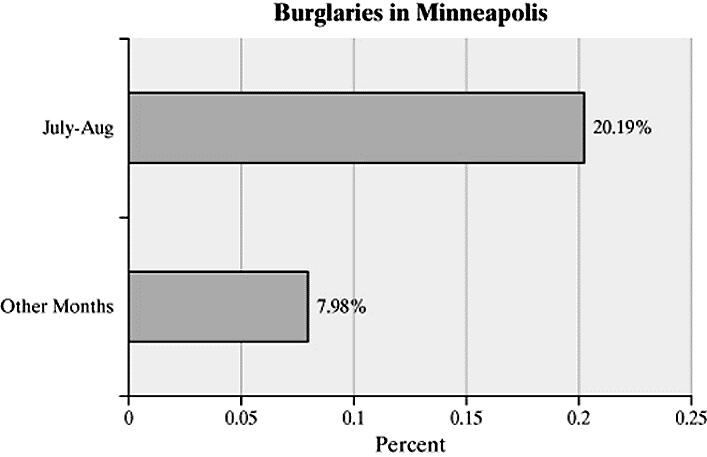 Burglaries in Minneapolis
July-Aug
20.19%
Other Months
7.98%
0 0.05 0.1 0.15 0.2 0.25
Percent